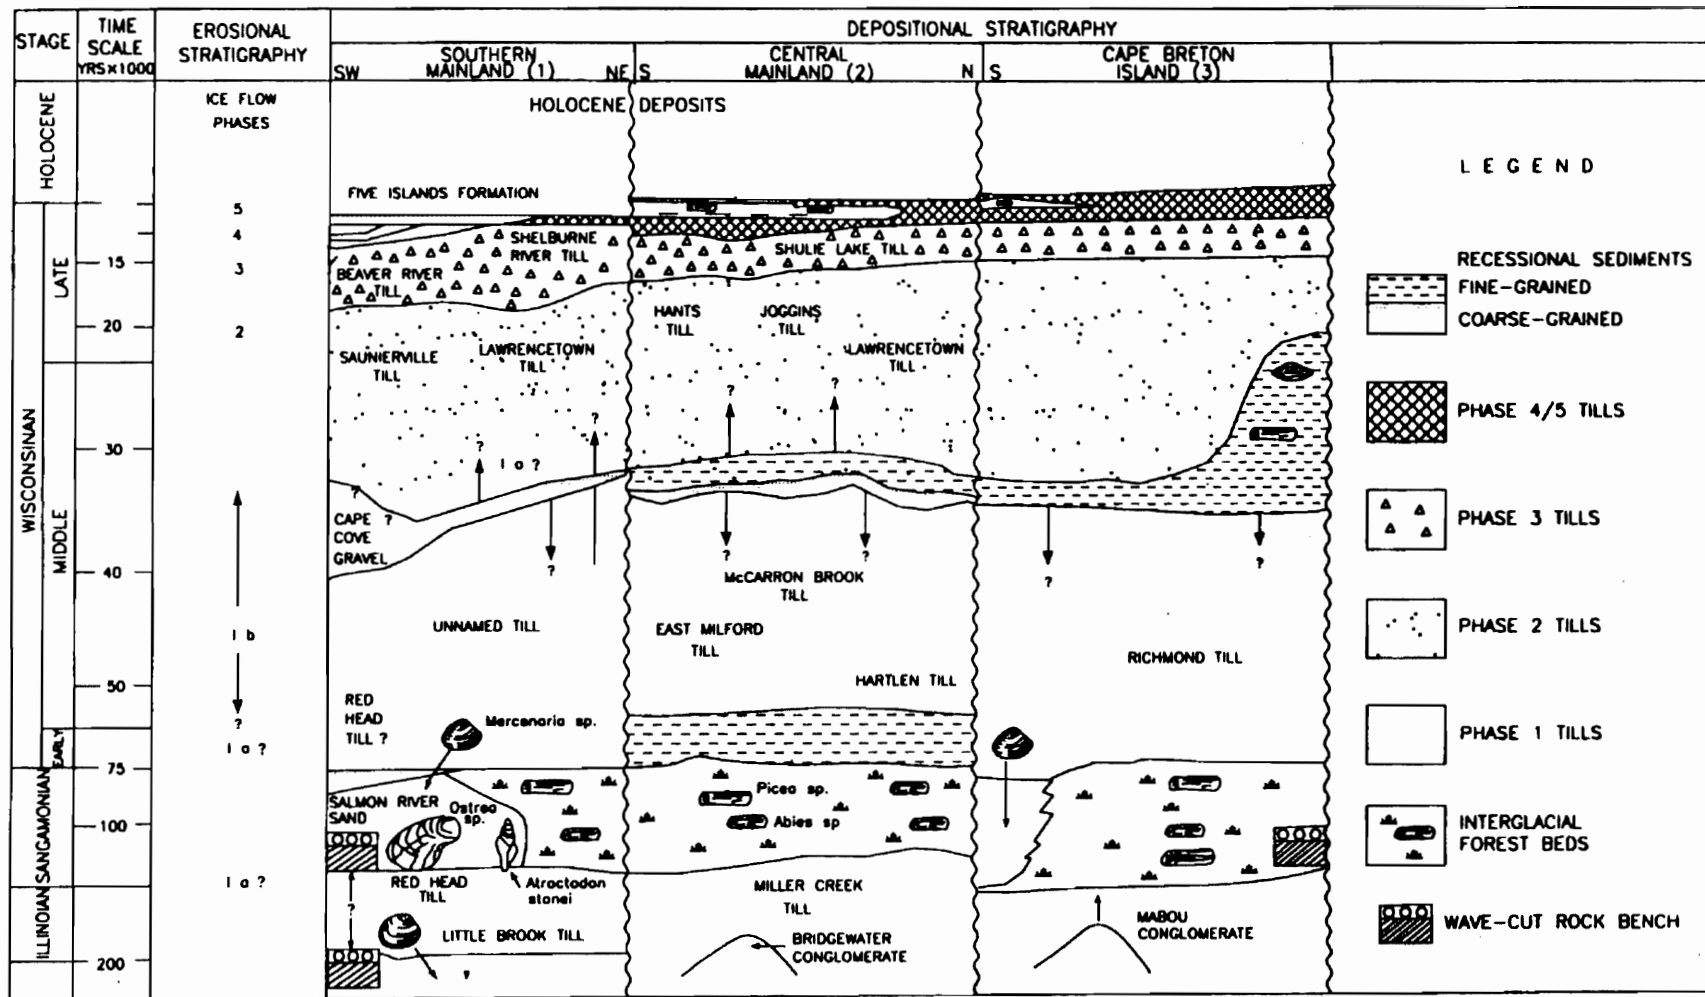 STAGE
TIME
SCALE
YRS×1000
EROSIONAL
STRATIGRAPHY
DEPOSITIONAL STRATIGRAPHY
SOUTHERN
SW MAINLAND (1) NE
CENTRAL
S MAINLAND (2) N
CAPE BRETON
S ISLAND (3)
HOLOCENE
WISCONSINAN
LATE
MIDDLE
EARLY
SANGAMONIAN
ILLINOIAN
15
20
30
40
50
75
100
200
ICE FLOW
PHASES
5
4
3
2
1 b
?
1 a ?
1 a ?
HOLOCENE DEPOSITS
FIVE ISLANDS FORMATION
SHELBURNE
RIVER TILL
BEAVER RIVER
TILL
SAUNIERVILLE
TILL
LAWRENCETOWN
TILL
?
?
1 a ?
?
CAPE ?
COVE
GRAVEL
?
UNNAMED TILL
RED
HEAD
TILL ?
Mercenaria sp.
SALMON RIVER
SAND
Ostrea
sp.
RED HEAD
TILL
Atractodon
stonei
?
LITTLE BROOK TILL
SHULIE LAKE TILL
HANTS
TILL
JOGGINS
TILL
LAWRENCETOWN
TILL
?
?
?
?
McCARRON BROOK
TILL
EAST MILFORD
TILL
HARTLEN TILL
Picea sp.
Abies sp
MILLER CREEK
TILL
BRIDGEWATER
CONGLOMERATE
?
?
RICHMOND TILL
MABOU
CONGLOMERATE
LEGEND
RECESSIONAL SEDIMENTS
FINE-GRAINED
COARSE-GRAINED
PHASE 4/5 TILLS
PHASE 3 TILLS
PHASE 2 TILLS
PHASE 1 TILLS
INTERGLACIAL
FOREST BEDS
WAVE-CUT ROCK BENCH